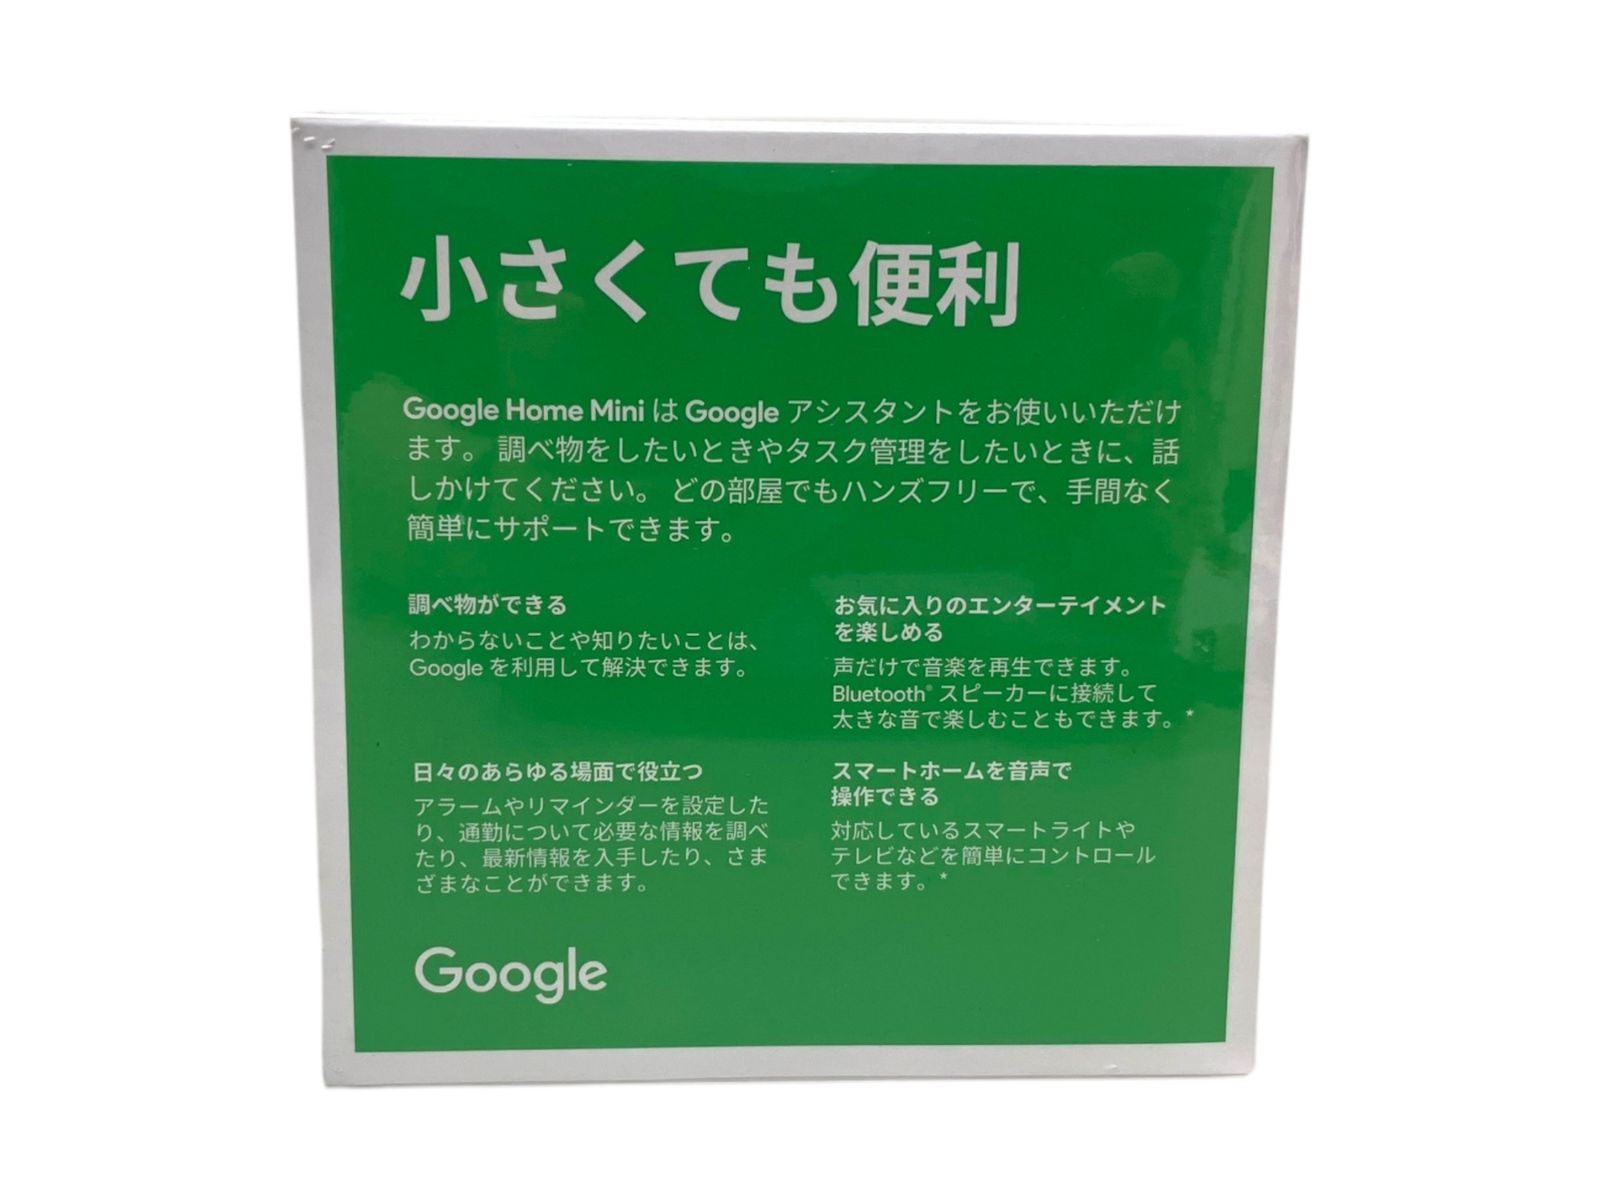 小さくても便利
Google Home Mini は Google アシスタントをお使いいただけ
ます。 調べ物をしたいときやタスク管理をしたいときに、話
しかけてください。 どの部屋でもハンズフリーで、手間なく
簡単にサポートできます。
調べ物ができる
わからないことや知りたいことは、
Google を利用して解決できます。
お気に入りのエンターテイメント
を楽しめる
声だけで音楽を再生できます。
Bluetooth® スピーカーに接続して
大きな音で楽しむこともできます。*
日々のあらゆる場面で役立つ
アラームやリマインダーを設定した
り、通勤について必要な情報を調べ
たり、最新情報を入手したり、さま
ざまなことができます。
スマートホームを音声で
操作できる
対応しているスマートライトや
テレビなどを簡単にコントロール
できます。*
Google